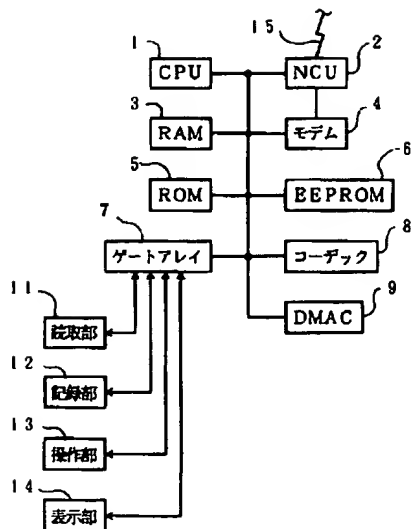 15
1 2
CPU NCU
3 4
RAM モデム
5 6
ROM EEPROM
7 8
ゲートアレイ コーデック
9
11 DMAC
読取部
12
記録部
13
操作部
14
表示部